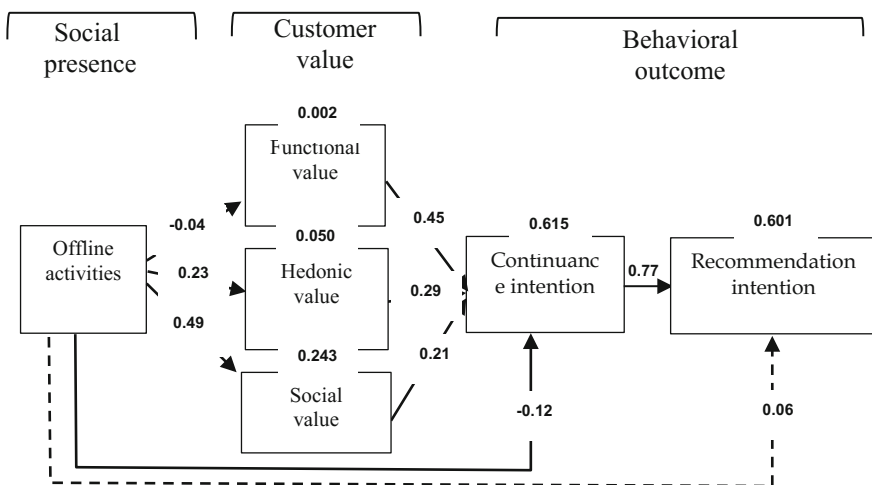 Social
presence
Customer
value
Behavioral
outcome
0.002
Functional
value
-0.04
0.45
0.050
0.615
0.601
Offline
activities
0.23
Hedonic
value
0.29
Continuanc
e intention
0.77
Recommendation
intention
0.49
0.243
0.21
Social
value
-0.12
0.06